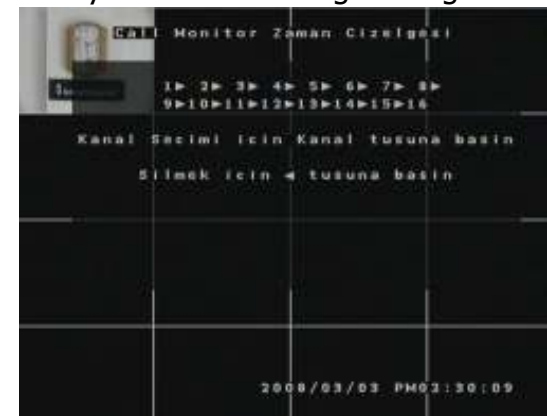 Call Monitor Zaman Cizelgesi
1► 2► 3► 4► 5► 6► 7► 8►
9►10►11►12►13►14►15►16
Kanal Secimi icin Kanal tusuna basin
Silmek icin ◄ tusuna basin
2008/03/03 PM02:30:09